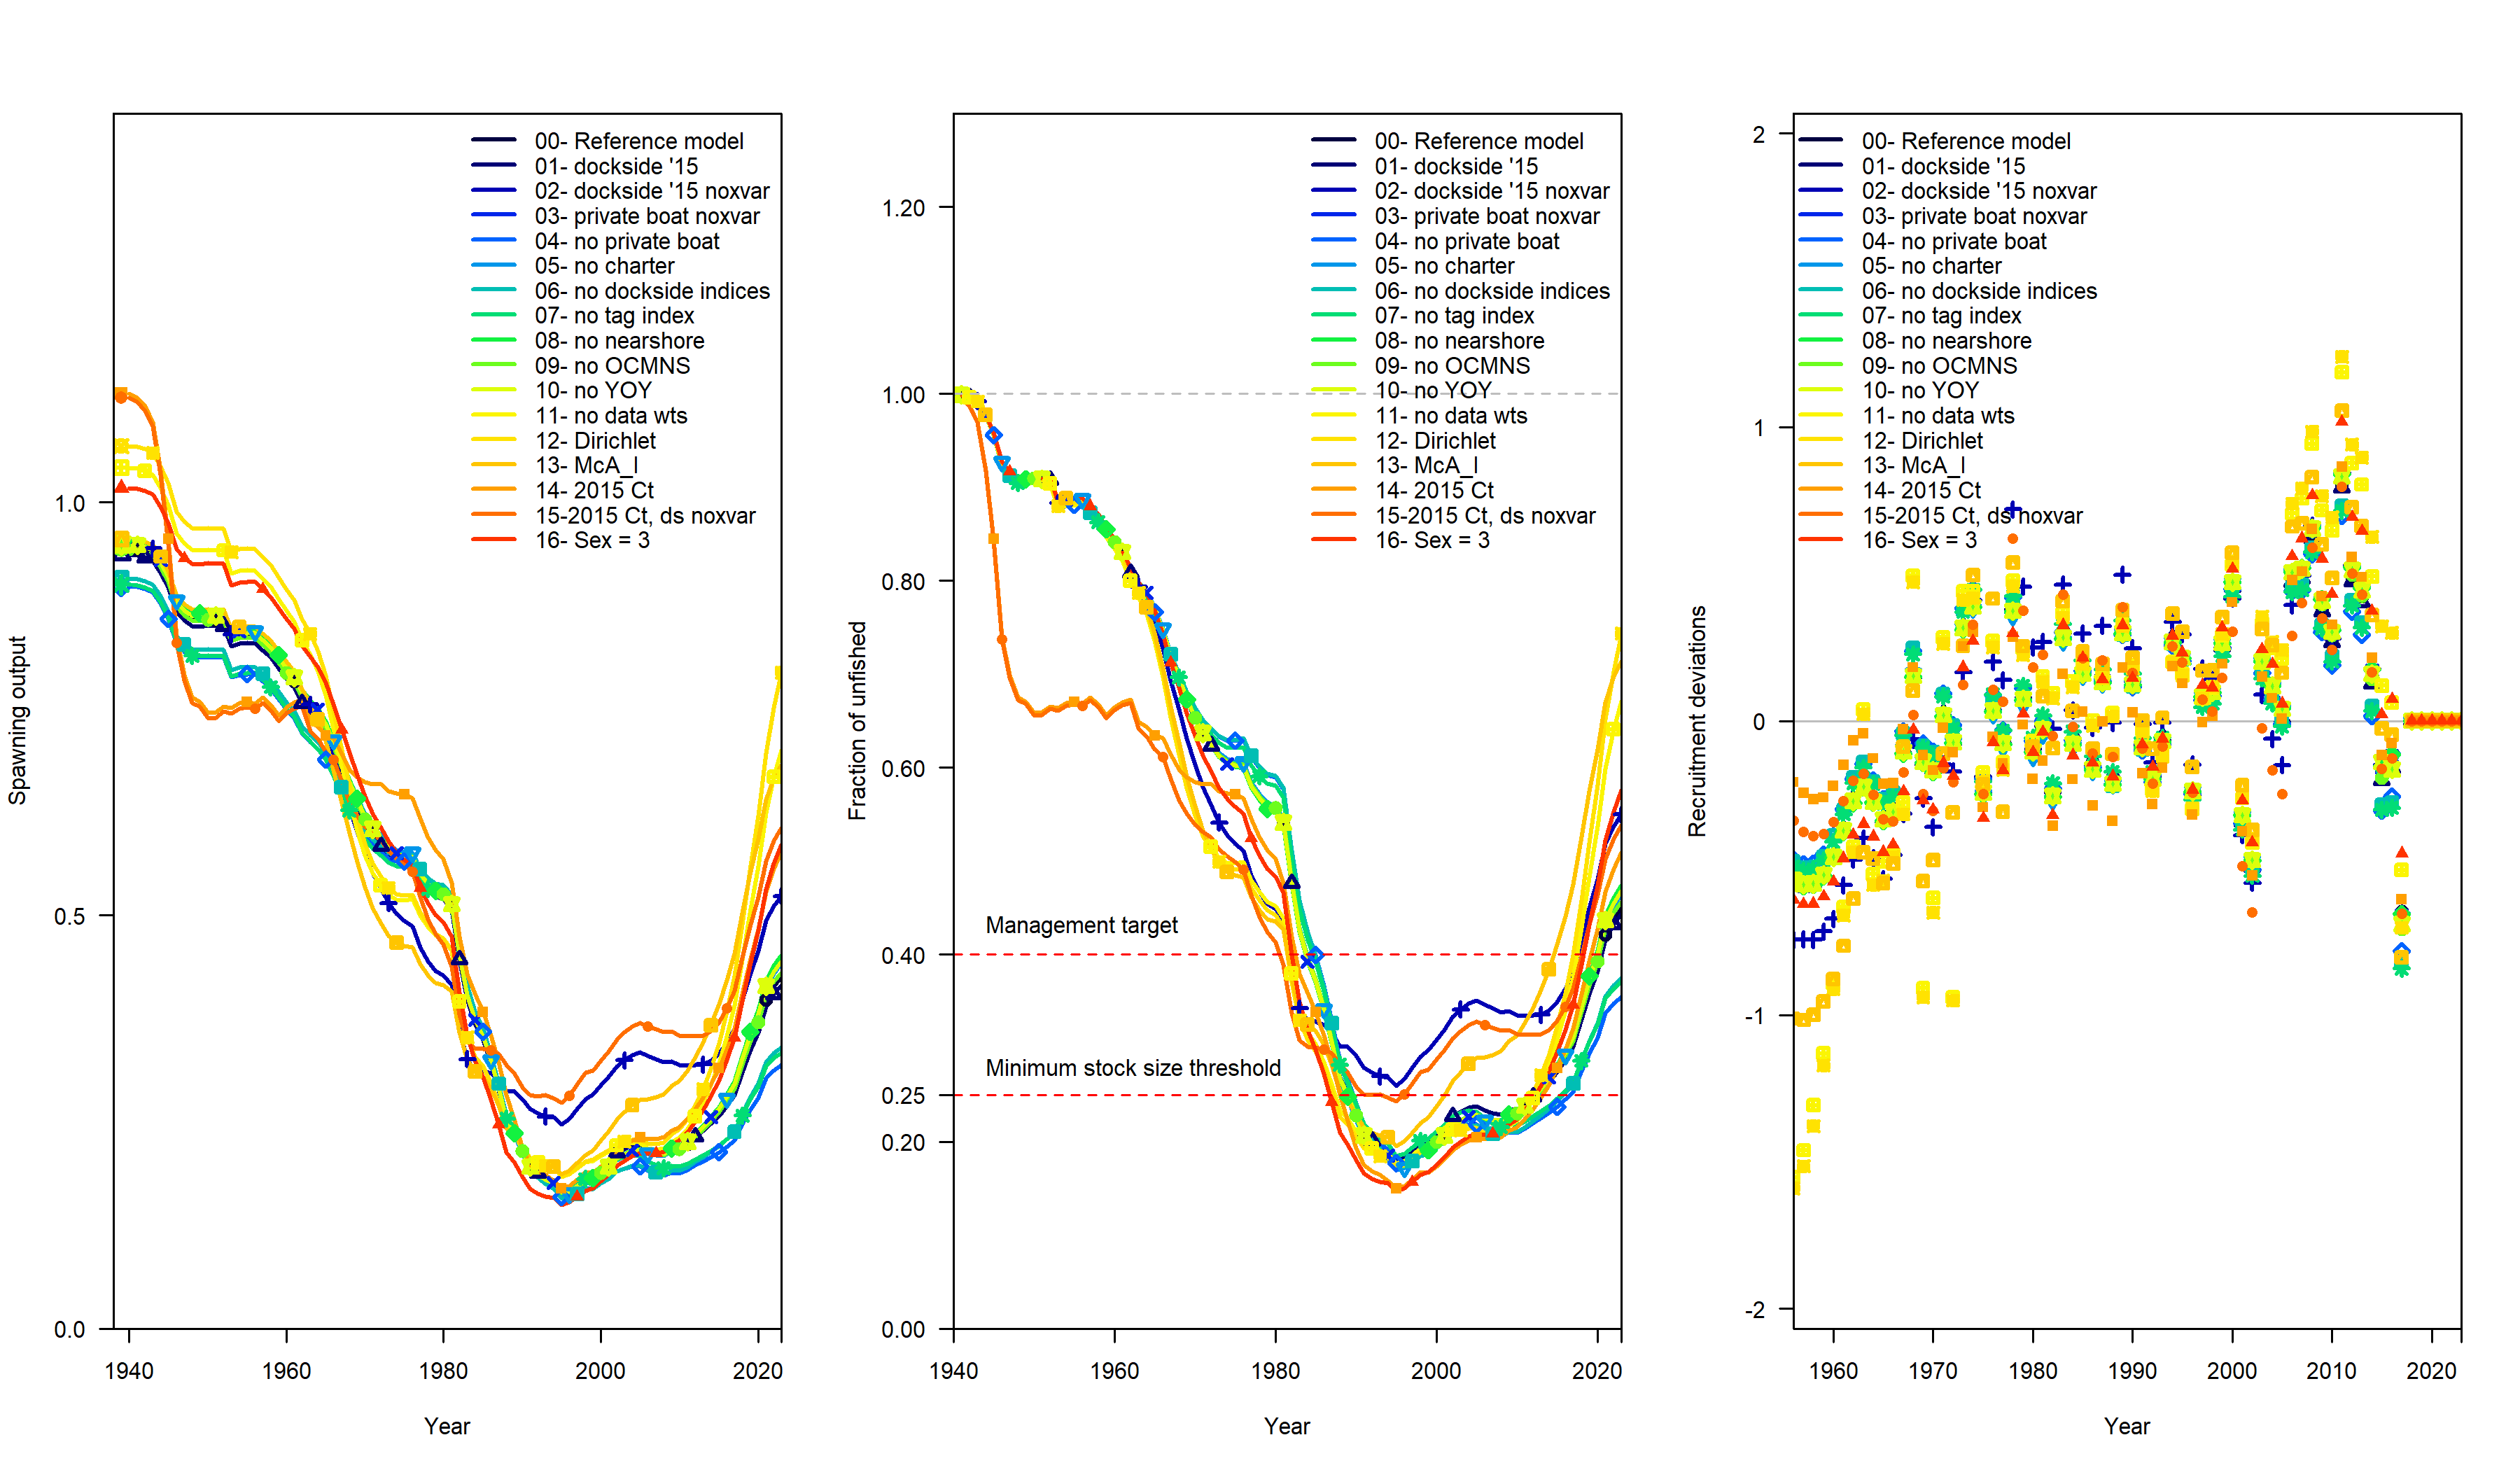 Spawning output
1.0
0.5
0.0
1940
1960
1980
2000
2020
Year
00- Reference model
01- dockside '15
02- dockside '15 noxvar
03- private boat noxvar
04- no private boat
05- no charter
06- no dockside indices
07- no tag index
08- no nearshore
09- no OCMNS
10- no YOY
11- no data wts
12- Dirichlet
13- McA_I
14- 2015 Ct
15-2015 Ct, ds noxvar
16- Sex = 3
Fraction of unfished
1.20
1.00
0.80
0.60
0.40
0.25
0.20
0.00
1940
1960
1980
2000
2020
Year
00- Reference model
01- dockside '15
02- dockside '15 noxvar
03- private boat noxvar
04- no private boat
05- no charter
06- no dockside indices
07- no tag index
08- no nearshore
09- no OCMNS
10- no YOY
11- no data wts
12- Dirichlet
13- McA_I
14- 2015 Ct
15-2015 Ct, ds noxvar
16- Sex = 3
Management target
Minimum stock size threshold
Recruitment deviations
2
1
0
-1
-2
1960
1970
1980
1990
2000
2010
2020
Year
00- Reference model
01- dockside '15
02- dockside '15 noxvar
03- private boat noxvar
04- no private boat
05- no charter
06- no dockside indices
07- no tag index
08- no nearshore
09- no OCMNS
10- no YOY
11- no data wts
12- Dirichlet
13- McA_I
14- 2015 Ct
15-2015 Ct, ds noxvar
16- Sex = 3